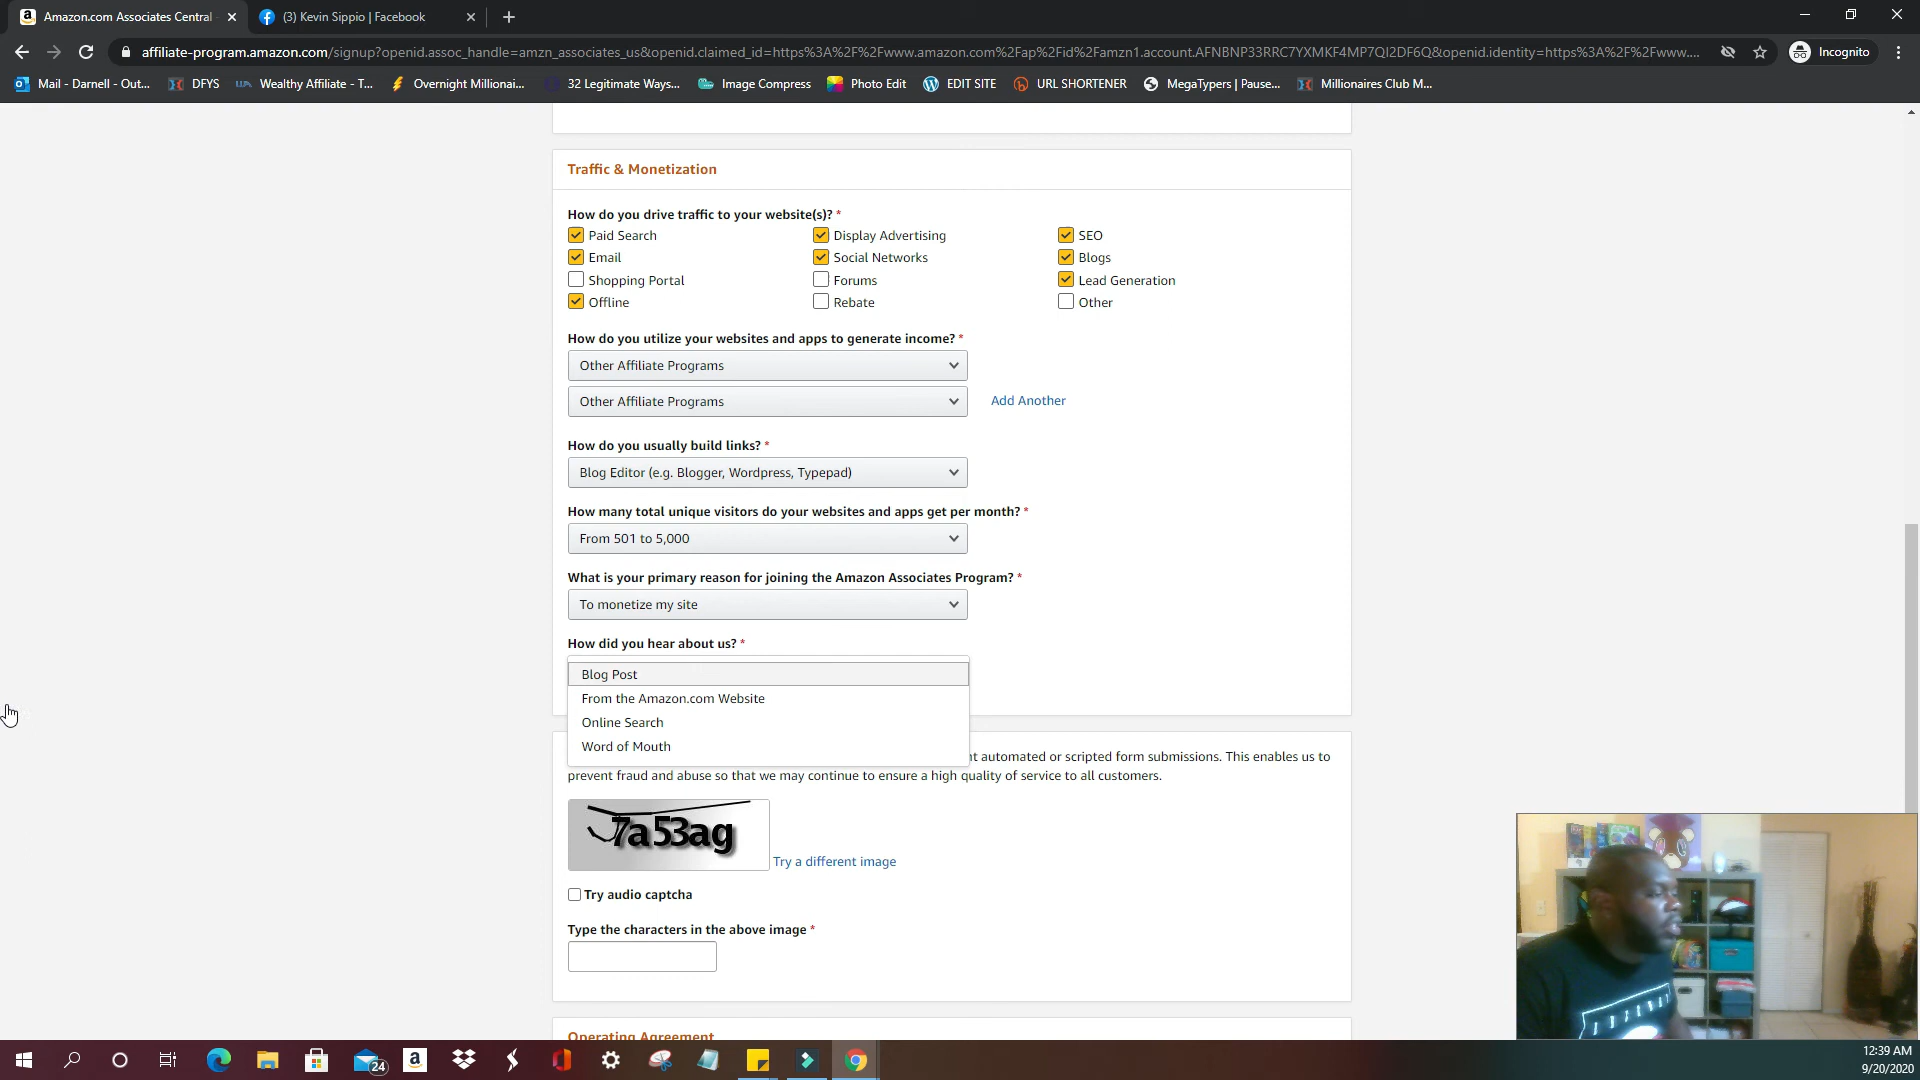 Amazon.com Associates Central
(3) Kevin Sippio | Facebook
affiliate-program.amazon.com/signup?openid.assoc_handle=amzn_associates_us&openid.claimed_id=https%3A%2F%2Fwww.amazon.com%2Fap%2Fid%2Famzn1.account.AFNBNP33RRC7YXMKF4MP7QI2DF6Q&openid.identity=https%3A%2F%2Fwww....
Incognito
Mail - Darnell - Out...
DFYS
Wealthy Affiliate - T...
Overnight Millionai...
32 Legitimate Ways...
Image Compress
Photo Edit
EDIT SITE
URL SHORTENER
MegaTypers | Pause...
Millionaires Club M...
Traffic & Monetization
How do you drive traffic to your website(s)? *
Paid Search
Display Advertising
SEO
Email
Social Networks
Blogs
Shopping Portal
Forums
Lead Generation
Offline
Rebate
Other
How do you utilize your websites and apps to generate income? *
Other Affiliate Programs
Other Affiliate Programs
Add Another
How do you usually build links? *
Blog Editor (e.g. Blogger, Wordpress, Typepad)
How many total unique visitors do your websites and apps get per month? *
From 501 to 5,000
What is your primary reason for joining the Amazon Associates Program? *
To monetize my site
How did you hear about us? *
Blog Post
From the Amazon.com Website
Online Search
Word of Mouth
automated or scripted form submissions. This enables us to
prevent fraud and abuse so that we may continue to ensure a high quality of service to all customers.
7a53ag
Try a different image
Try audio captcha
Type the characters in the above image *
Operating Agreement
24
12:39 AM
9/20/2020